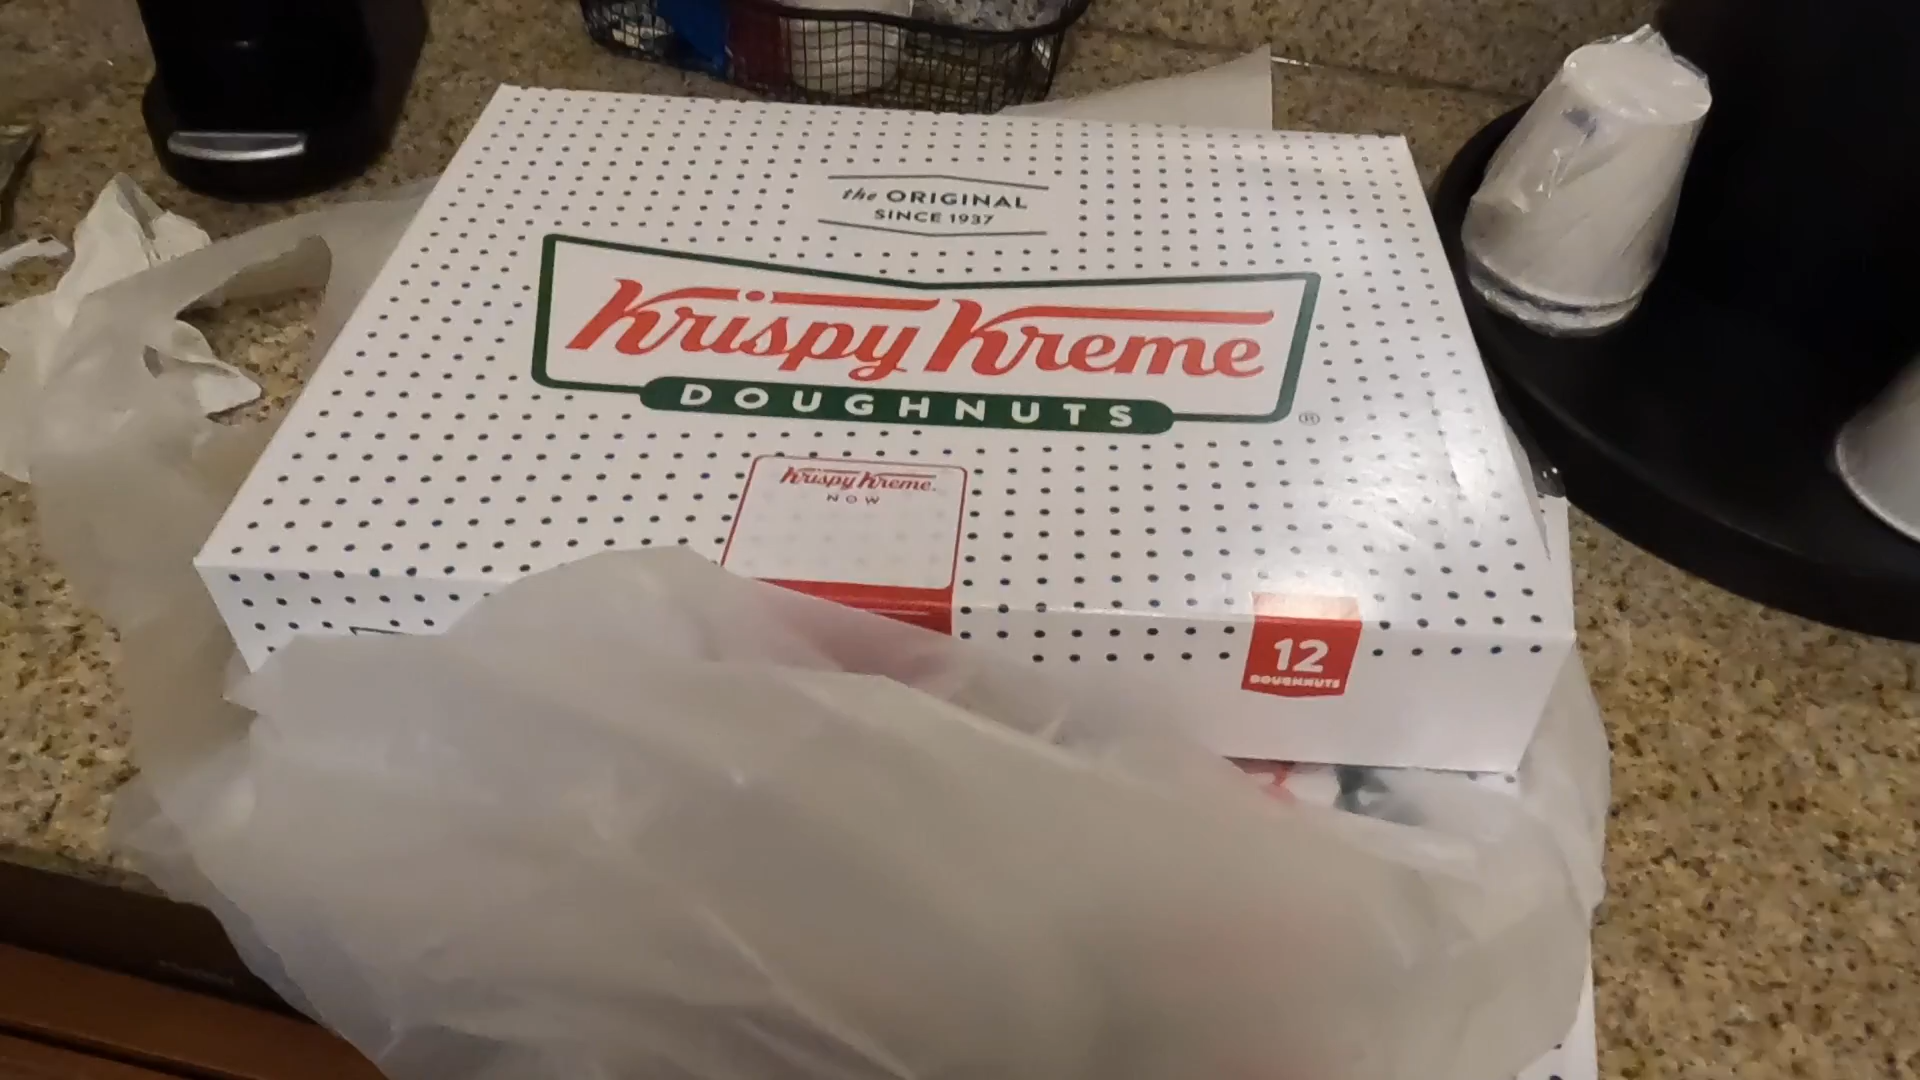 the ORIGINAL
SINCE 1937
Krispy Kreme
DOUGHNUTS
®
Krispy Kreme
NOW
12
DOUGHNUTS